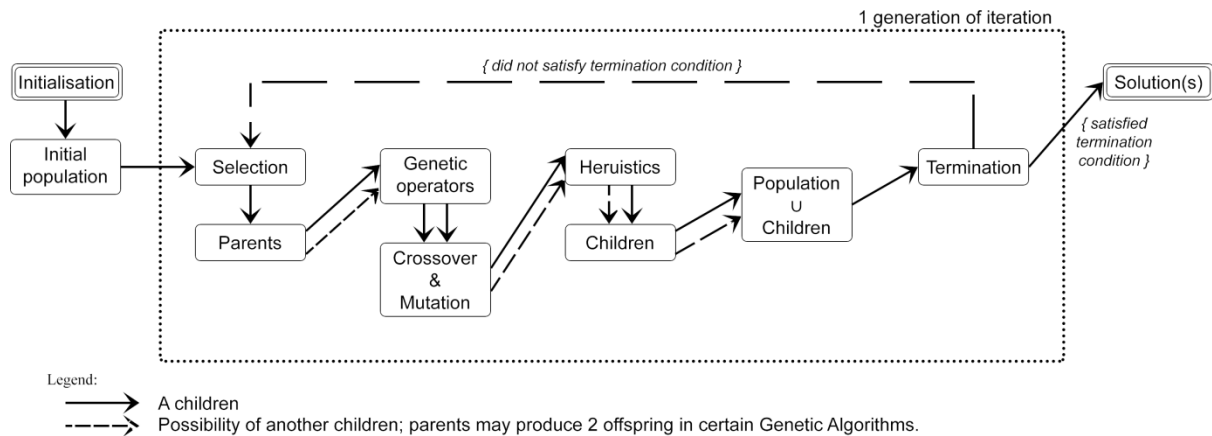 1 generation of iteration
{ did not satisfy termination condition }
Initialisation
Solution(s)
Initial
population
Selection
Genetic
operators
Heruistics
Population
∪
Children
Termination
{ satisfied
termination
condition }
Parents
Crossover
&
Mutation
Children
Legend:
A children
Possibility of another children; parents may produce 2 offspring in certain Genetic Algorithms.